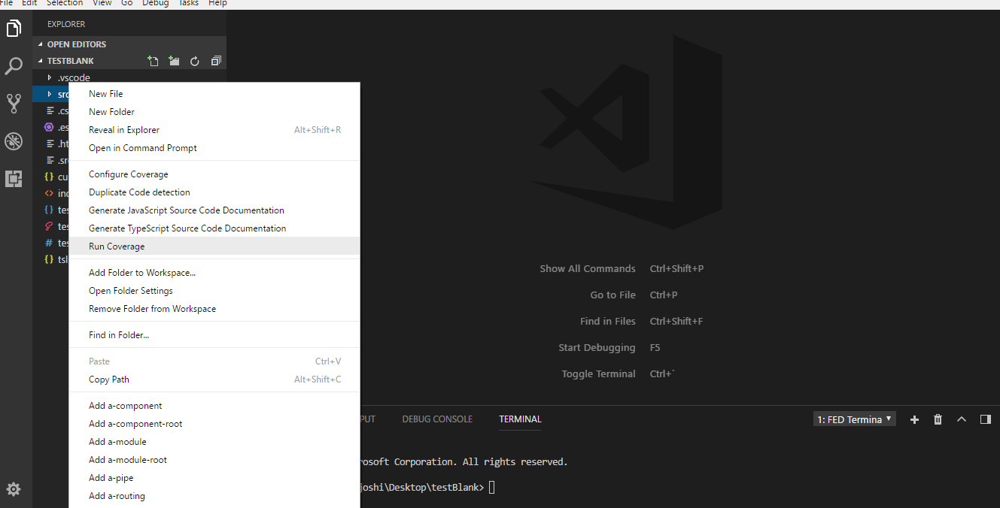 File Edit Selection View Go Debug Tasks Help
EXPLORER
OPEN EDITORS
TESTBLANK
.vscode
src
.cs
.es
.ht
.src
cu
ind
tes
tes
tes
tsl
New File
New Folder
Reveal in Explorer Alt+Shift+R
Open in Command Prompt
Configure Coverage
Duplicate Code detection
Generate JavaScript Source Code Documentation
Generate TypeScript Source Code Documentation
Run Coverage
Add Folder to Workspace...
Open Folder Settings
Remove Folder from Workspace
Find in Folder...
Paste Ctrl+V
Copy Path Alt+Shift+C
Add a-component
Add a-component-root
Add a-module
Add a-module-root
Add a-pipe
Add a-routing
Show All Commands Ctrl+Shift+P
Go to File Ctrl+P
Find in Files Ctrl+Shift+F
Start Debugging F5
Toggle Terminal Ctrl+`
PUT DEBUG CONSOLE TERMINAL 1: FED Termina
rosoft Corporation. All rights reserved.
joshi\Desktop\testBlank>